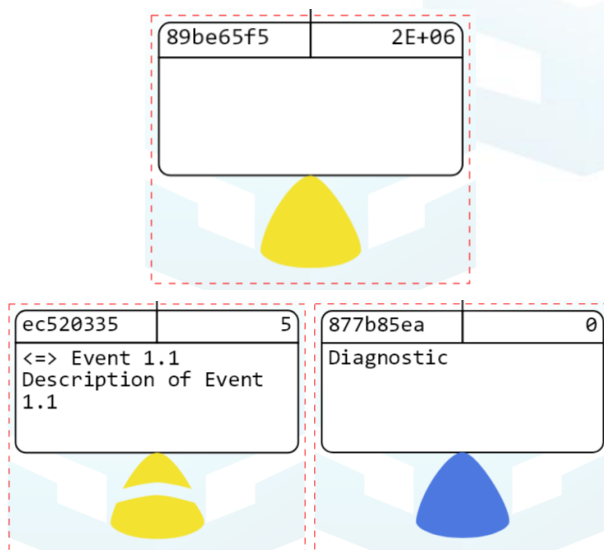 89be65f5 2E+06
ec520335 5
<=> Event 1.1
Description of Event
1.1
877b85ea 0
Diagnostic